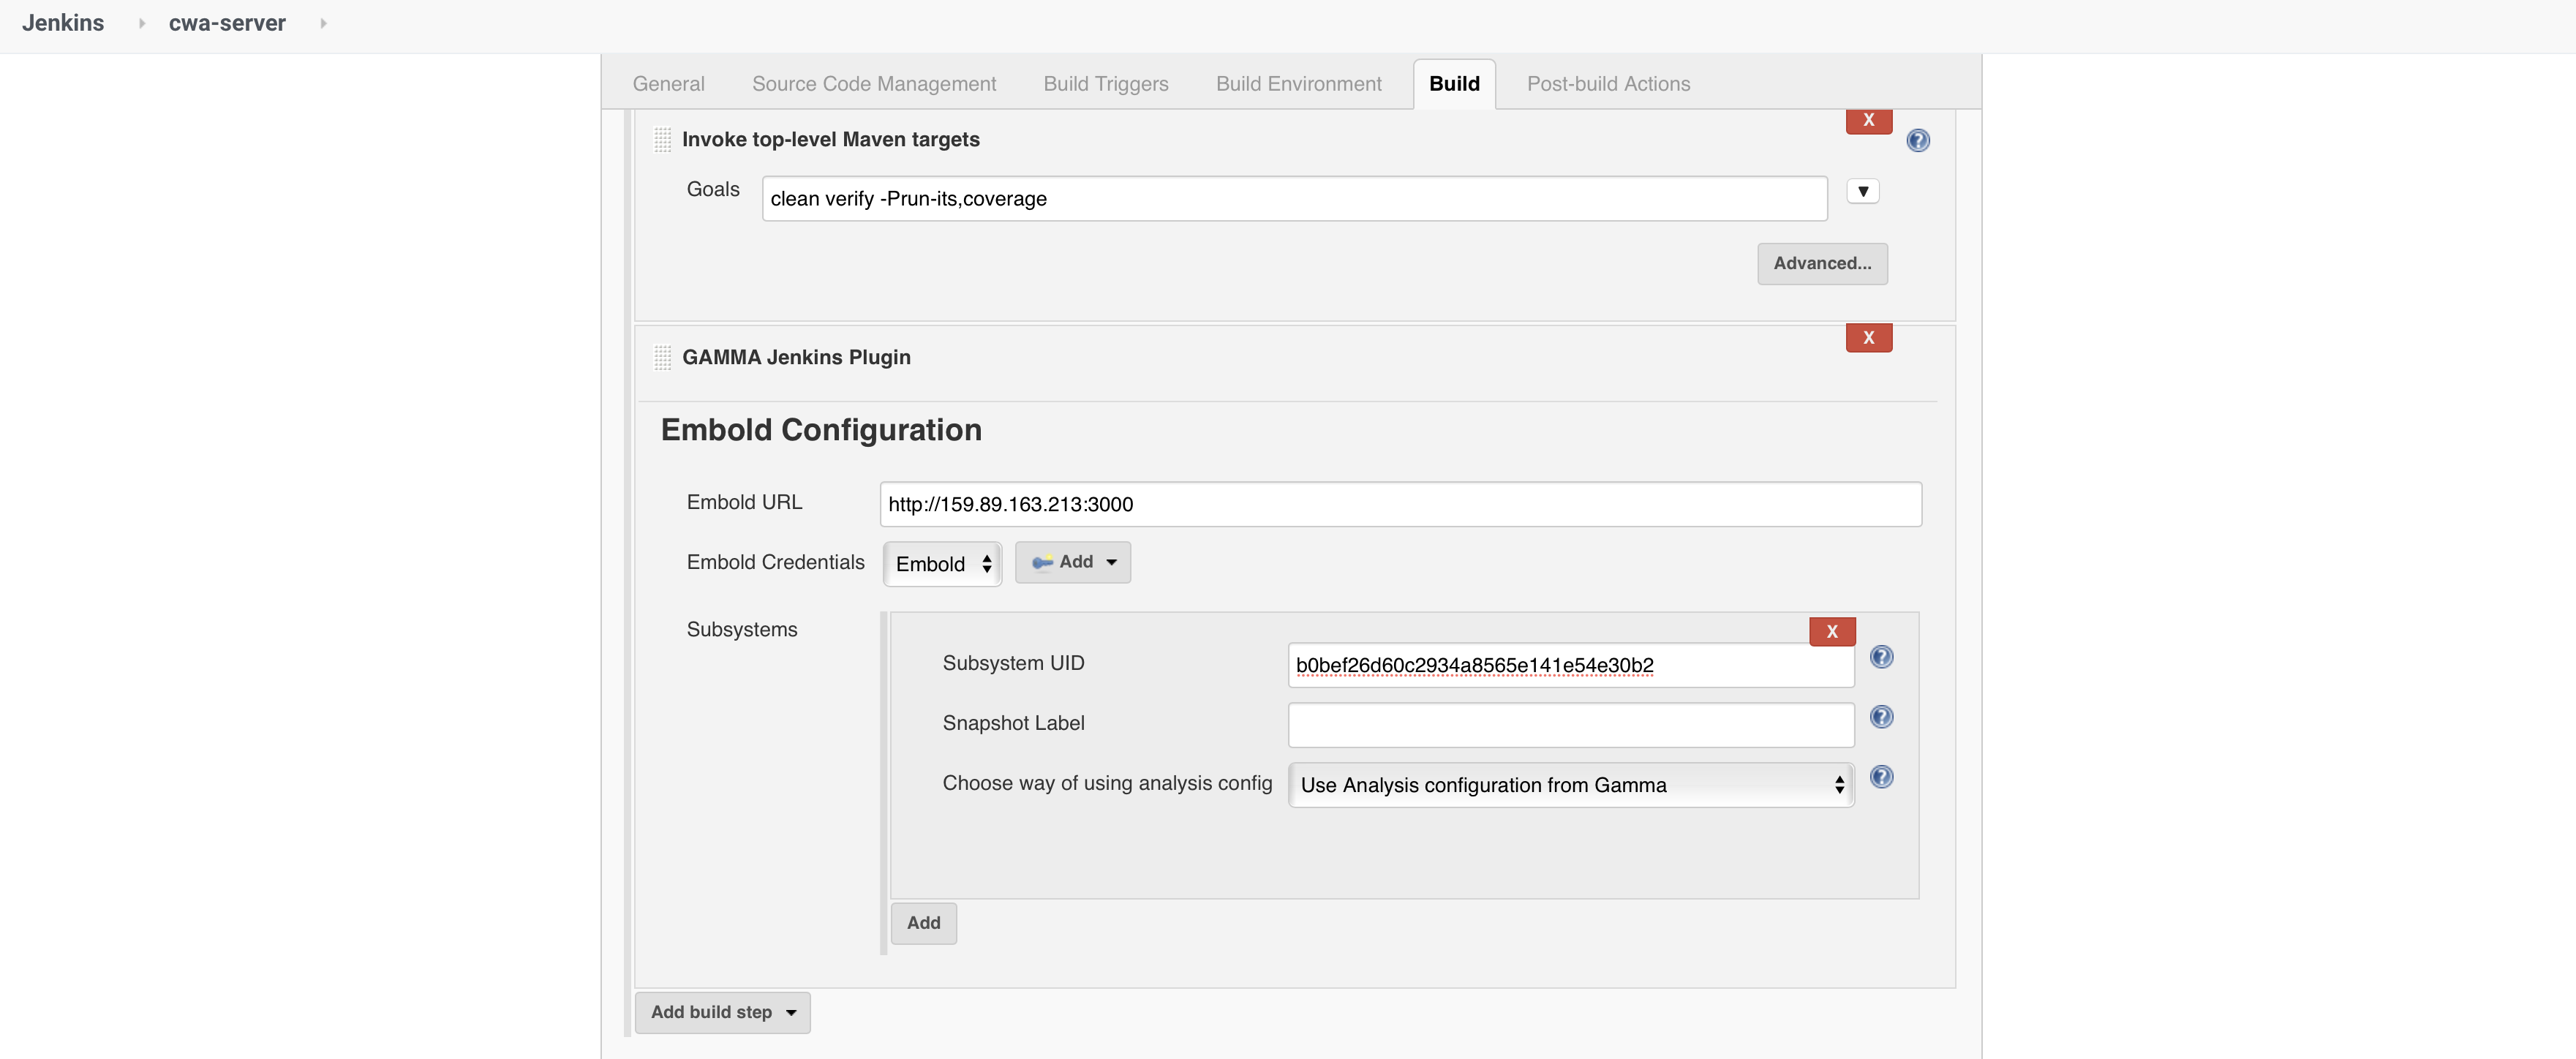 Jenkins cwa-server
General Source Code Management Build Triggers Build Environment Build Post-build Actions
X
Invoke top-level Maven targets
Goals clean verify -Prun-its,coverage
Advanced...
X
GAMMA Jenkins Plugin
Embold Configuration
Embold URL http://159.89.163.213:3000
Embold Credentials Embold Add
Subsystems
X
Subsystem UID b0bef26d60c2934a8565e141e54e30b2
Snapshot Label
Choose way of using analysis config Use Analysis configuration from Gamma
Add
Add build step